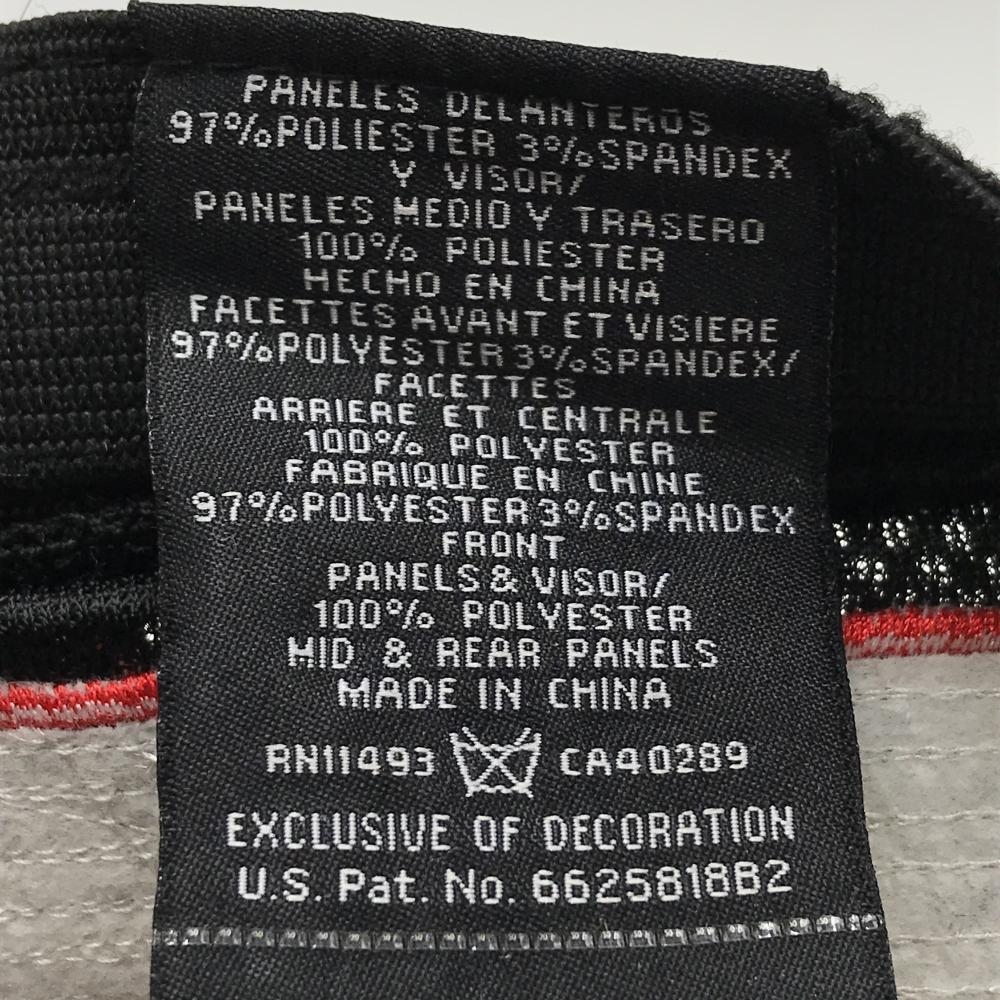 PANELES DELANTEROS
97%POLIESTER 3%SPANDEX
Y VISOR/
PANELES MEDIO Y TRASERO
100% POLIESTER
HECHO EN CHINA
FACETTES AVANT ET VISIERE
97%POLYESTER 3%SPANDEX/
FACETTES
ARRIERE ET CENTRALE
100% POLYESTER
FABRIQUE EN CHINE
97%POLYESTER 3%SPANDEX
FRONT
PANELS & VISOR/
100% POLYESTER
MID & REAR PANELS
MADE IN CHINA
RN11493 CA40289
EXCLUSIVE OF DECORATION
U.S. Pat. No. 6625818B2